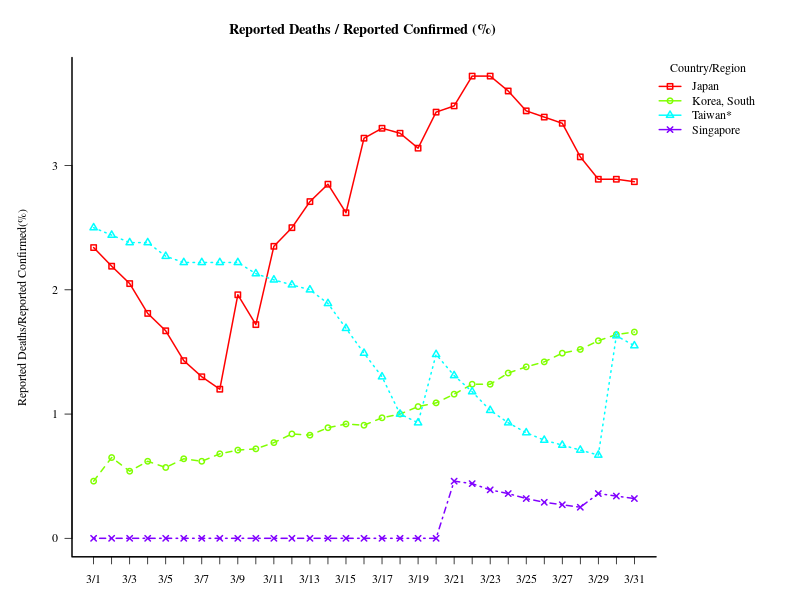 Reported Deaths / Reported Confirmed (%)
Country/Region
Japan
Korea, South
Taiwan*
Singapore
Reported Deaths/Reported Confirmed(%)
3
2
1
0
3/1 3/3 3/5 3/7 3/9 3/11 3/13 3/15 3/17 3/19 3/21 3/23 3/25 3/27 3/29 3/31